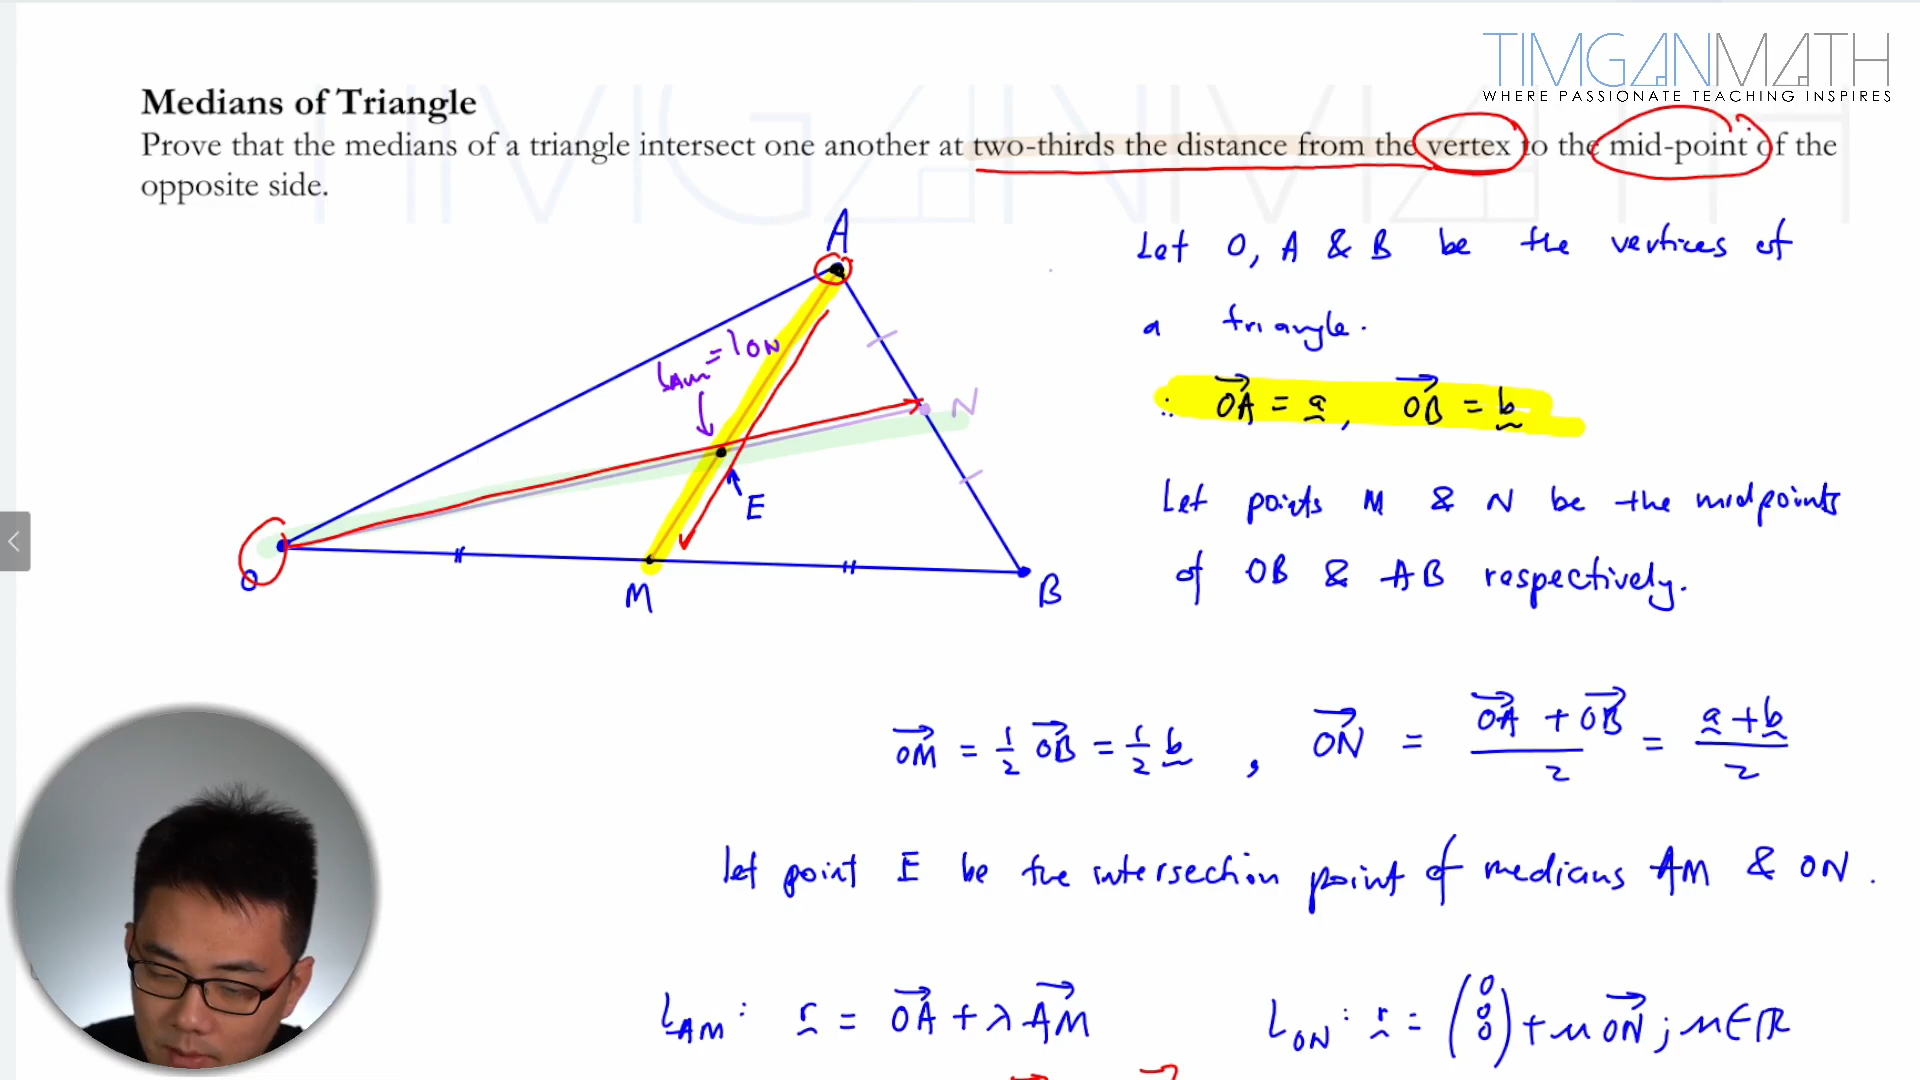 TIMGANMATH
WHERE PASSIONATE TEACHING INSPIRES
Medians of Triangle
Prove that the medians of a triangle intersect one another at two-thirds the distance from the vertex to the mid-point of the
opposite side.
A
Let O, A & B be the vertices of
a triangle.
l_AM = l_ON
N
∴ →OA = a, →OB = b
E
Let points M & N be the midpoints
of OB & AB respectively.
O
M
B
→OM = 1/2 →OB = 1/2 b , →ON = (→OA + →OB)/2 = (a + b)/2
let point E be the intersection point of medians AM & ON.
L_AM : r = →OA + λ →AM
L_ON : r = (0 0 0) + μ →ON ; μ ∈ ℝ